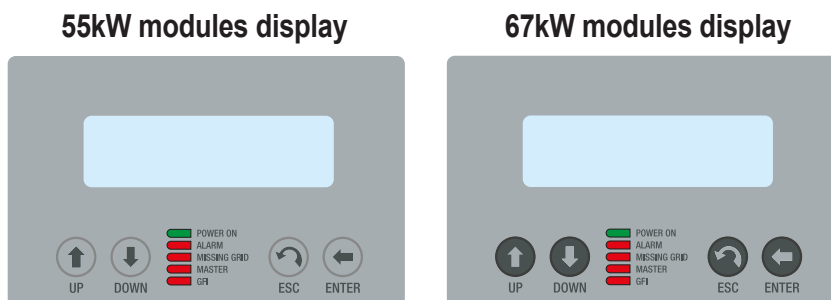 55kW modules display
67kW modules display
POWER ON
ALARM
MISSING GRID
MASTER
GFI
UP
DOWN
ESC
ENTER
POWER ON
ALARM
MISSING GRID
MASTER
GFI
UP
DOWN
ESC
ENTER